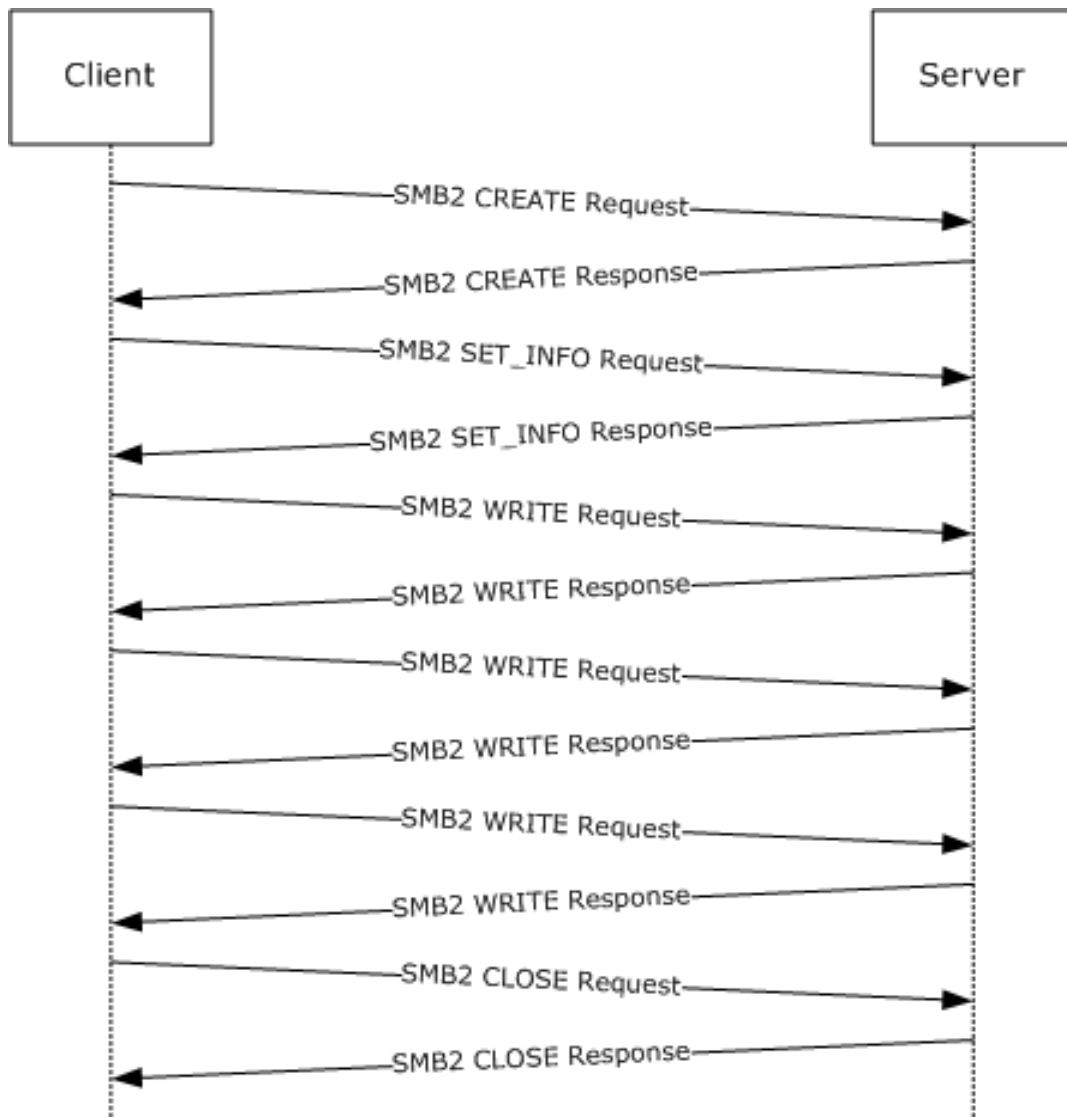 Client
Server
SMB2 CREATE Request
SMB2 CREATE Response
SMB2 SET_INFO Request
SMB2 SET_INFO Response
SMB2 WRITE Request
SMB2 WRITE Response
SMB2 WRITE Request
SMB2 WRITE Response
SMB2 WRITE Request
SMB2 WRITE Response
SMB2 CLOSE Request
SMB2 CLOSE Response